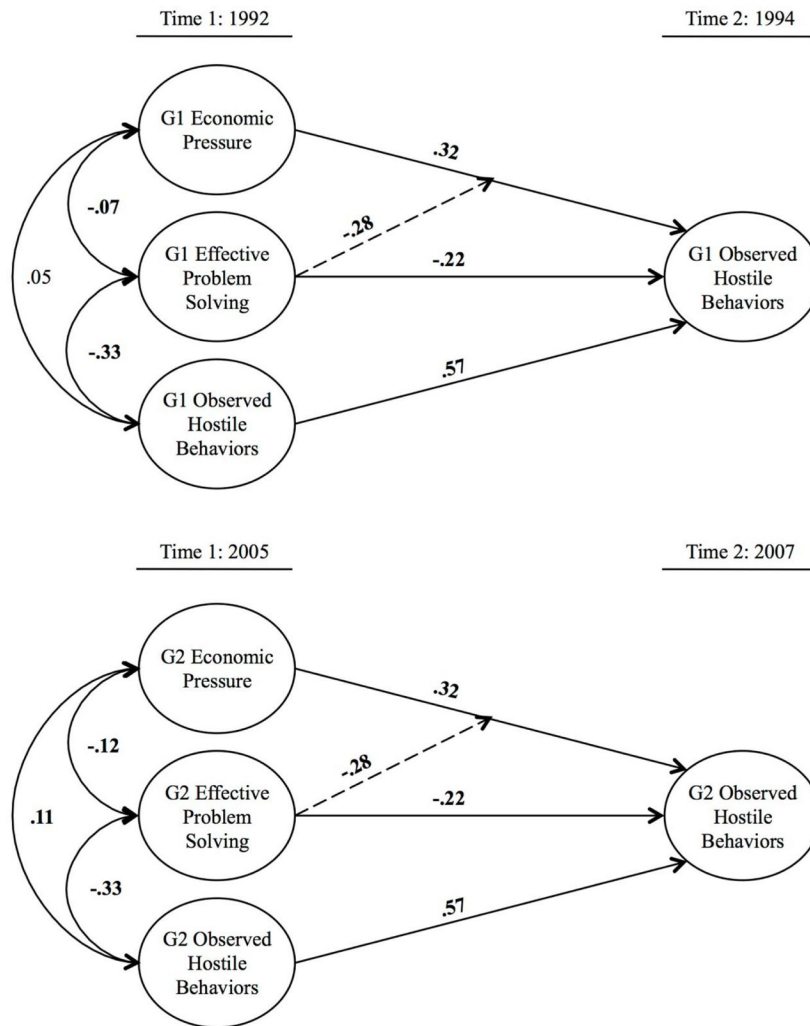 Time 1: 1992
Time 2: 1994
G1 Economic
Pressure
.32
-.07
-.28
G1 Effective
Problem
Solving
-.22
G1 Observed
Hostile
Behaviors
.05
-.33
.57
G1 Observed
Hostile
Behaviors
Time 1: 2005
Time 2: 2007
G2 Economic
Pressure
.32
-.12
-.28
G2 Effective
Problem
Solving
-.22
G2 Observed
Hostile
Behaviors
.11
-.33
.57
G2 Observed
Hostile
Behaviors